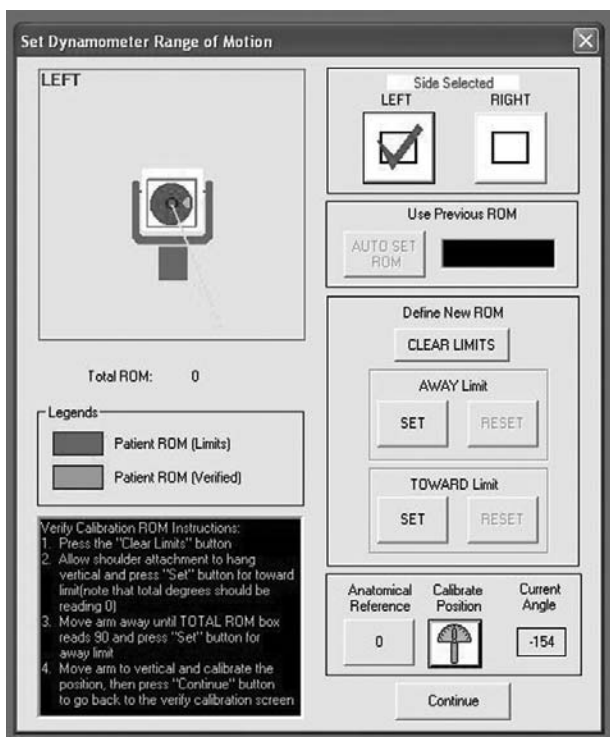 Set Dynamometer Range of Motion
LEFT
Total ROM: 0
Legends
Patient ROM (Limits)
Patient ROM (Verified)
Verify Calibration ROM Instructions:
1. Press the "Clear Limits" button
2. Allow shoulder attachment to hang
vertical and press "Set" button for toward
limit(note that total degrees should be
reading 0)
3. Move arm away until TOTAL ROM box
reads 90 and press "Set" button for
away limit
4. Move arm to vertical and calibrate the
position, then press "Continue" button
to go back to the verify calibration screen
Side Selected
LEFT RIGHT
Use Previous ROM
AUTO SET
ROM
Define New ROM
CLEAR LIMITS
AWAY Limit
SET RESET
TOWARD Limit
SET RESET
Anatomical Calibrate Current
Reference Position Angle
0 -154
Continue